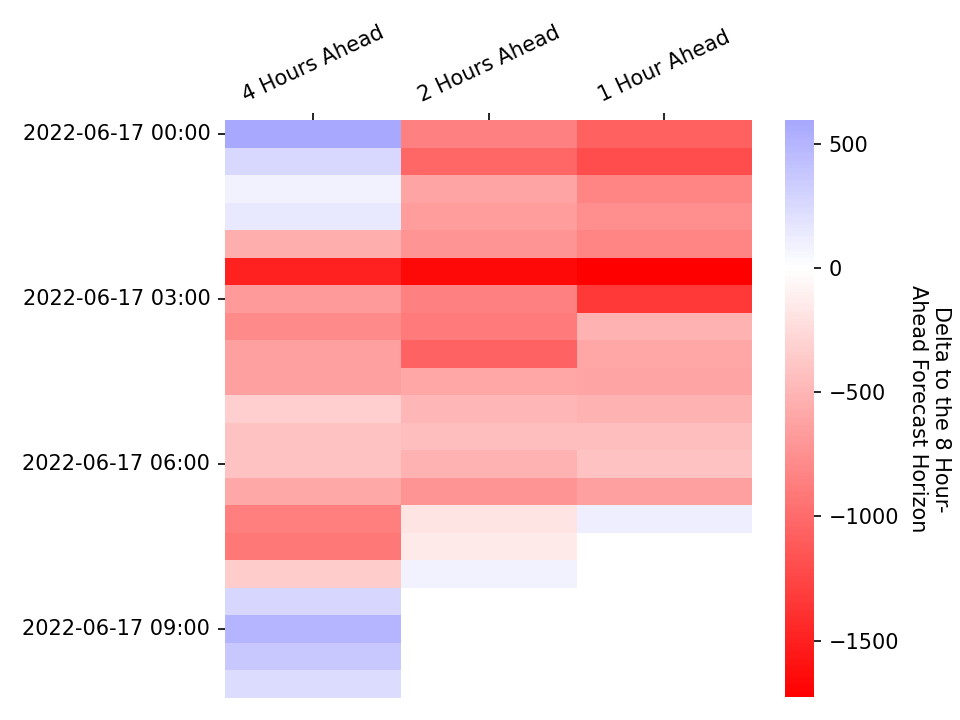 4 Hours Ahead
2 Hours Ahead
1 Hour Ahead
2022-06-17 00:00
2022-06-17 03:00
2022-06-17 06:00
2022-06-17 09:00
500
0
−500
−1000
−1500
Delta to the 8 Hour-
Ahead Forecast Horizon